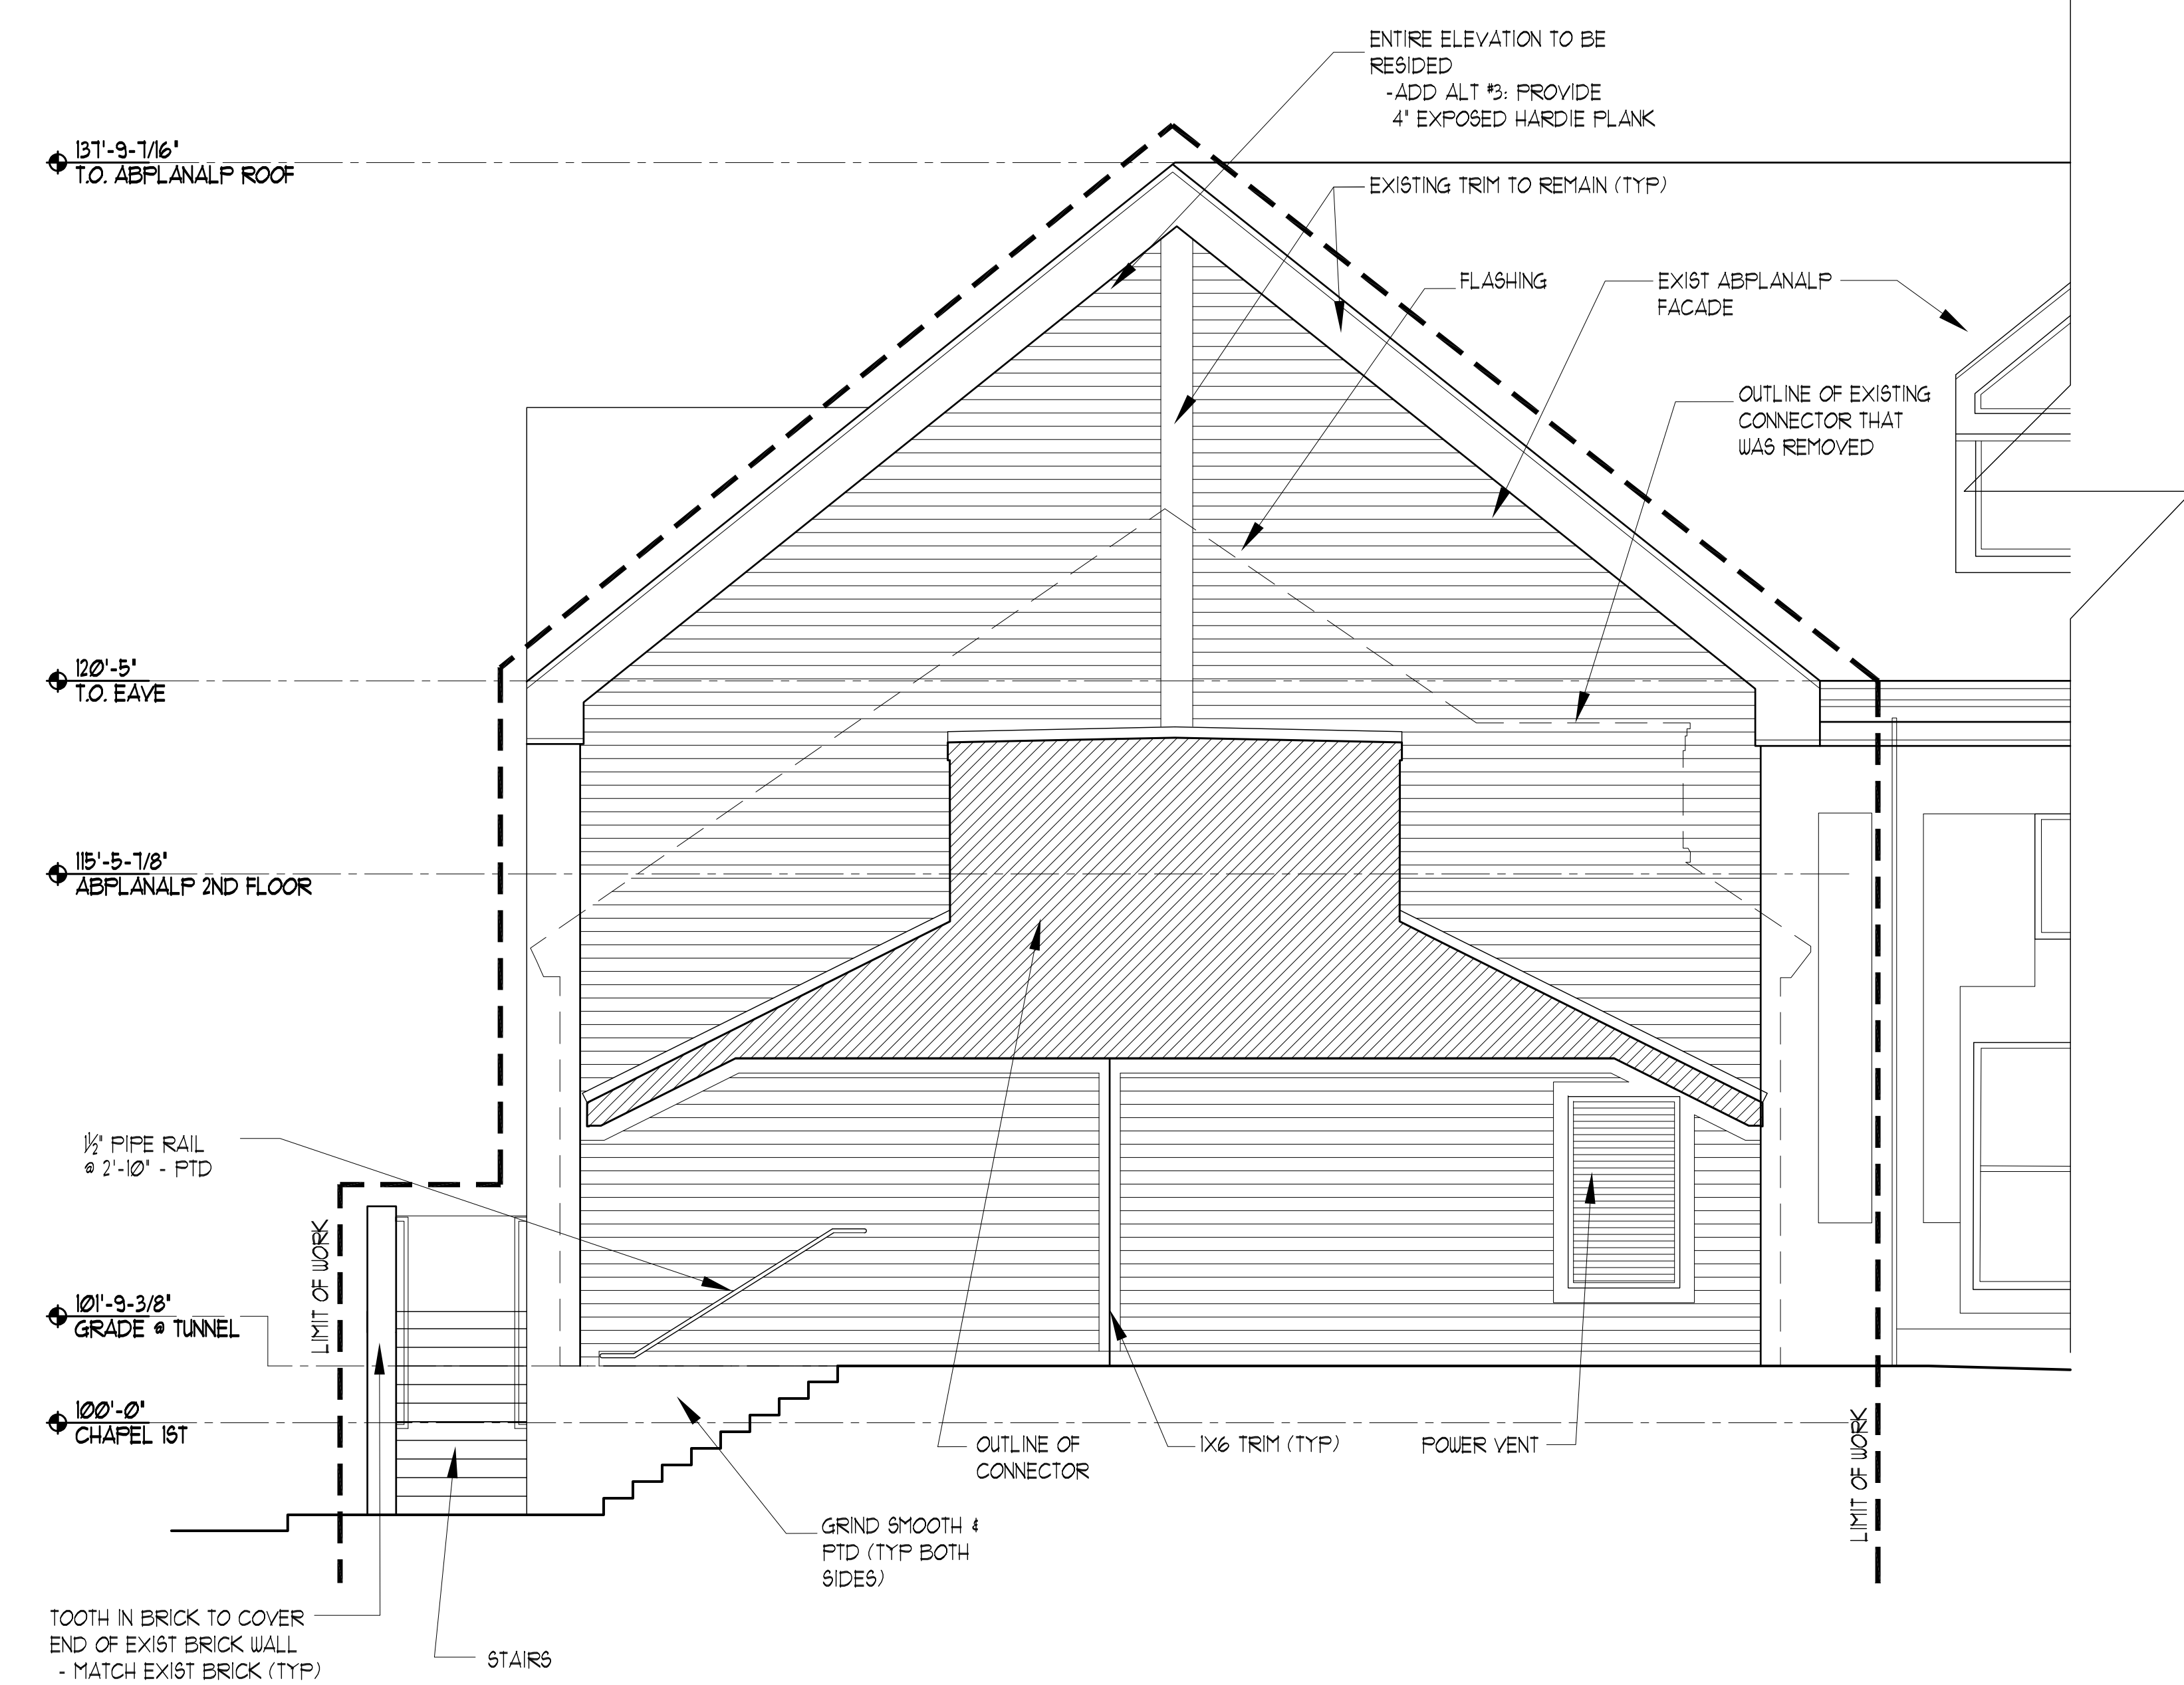 ENTIRE ELEVATION TO BE
RESIDED
-ADD ALT #3: PROVIDE
4" EXPOSED HARDIE PLANK
137'-9-7/16"
T.O. ABPLANALP ROOF
EXISTING TRIM TO REMAIN (TYP)
FLASHING
EXIST ABPLANALP
FACADE
OUTLINE OF EXISTING
CONNECTOR THAT
WAS REMOVED
120'-5"
T.O. EAVE
115'-5-7/8"
ABPLANALP 2ND FLOOR
1½" PIPE RAIL
@ 2'-10" - PTD
LIMIT OF WORK
101'-9-3/8"
GRADE @ TUNNEL
100'-0"
CHAPEL 1ST
OUTLINE OF
CONNECTOR
1X6 TRIM (TYP)
POWER VENT
LIMIT OF WORK
GRIND SMOOTH &
PTD (TYP BOTH
SIDES)
TOOTH IN BRICK TO COVER
END OF EXIST BRICK WALL
- MATCH EXIST BRICK (TYP)
STAIRS